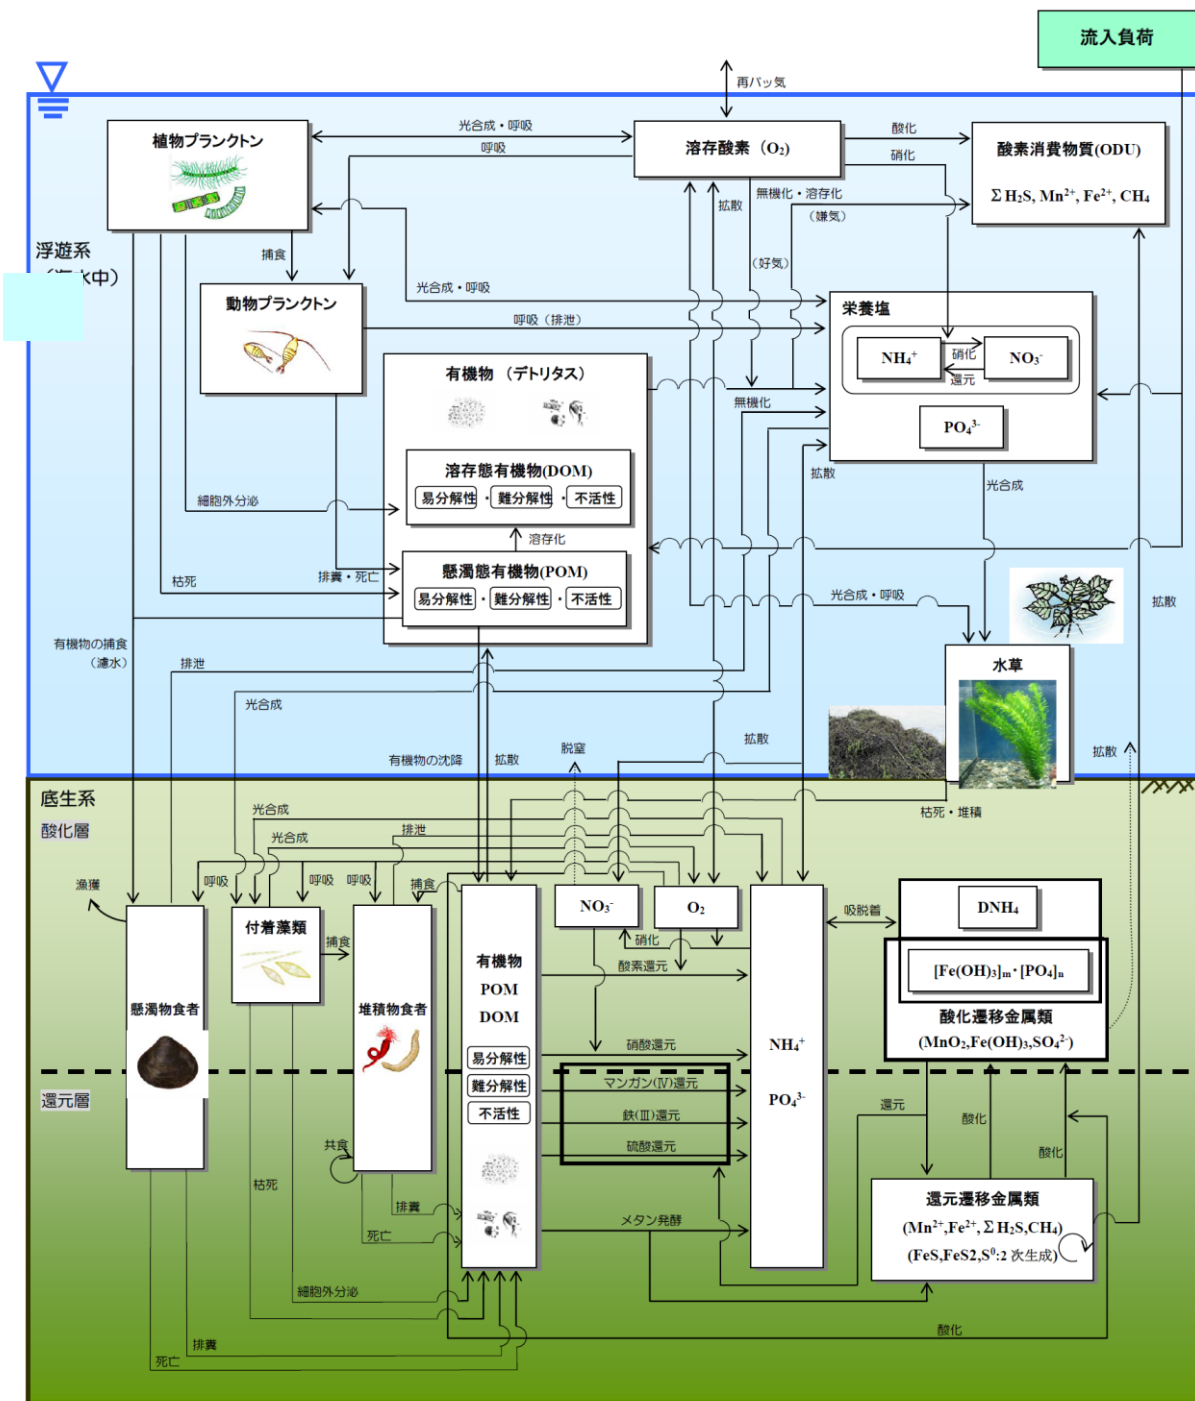 流入負荷
再バッ気
植物プランクトン
光合成・呼吸
呼吸
溶存酸素（O₂）
酸化
硝化
酸素消費物質(ODU)
ΣH₂S, Mn²⁺, Fe²⁺, CH₄
拡散
無機化・溶存化
（嫌気）
（好気）
浮遊系
捕食
光合成・呼吸
動物プランクトン
呼吸（排泄）
栄養塩
NH₄⁺
硝化
還元
NO₃⁻
PO₄³⁻
有機物（デトリタス）
無機化
拡散
光合成
溶存態有機物(DOM)
易分解性・難分解性・不活性
細胞外分泌
溶存化
懸濁態有機物(POM)
易分解性・難分解性・不活性
枯死
排糞・死亡
光合成・呼吸
拡散
有機物の捕食
（濾水）
排泄
光合成
水草
有機物の沈降
拡散
脱窒
拡散
拡散
底生系
酸化層
光合成
光合成
排泄
枯死・堆積
漁獲
呼吸
呼吸
呼吸
捕食
付着藻類
捕食
NO₃⁻
O₂
硝化
吸脱着
DNH₄
[Fe(OH)₃]m・[PO₄]n
酸化遷移金属類
(MnO₂,Fe(OH)₃,SO₄²⁻)
懸濁物食者
堆積物食者
有機物
POM
DOM
易分解性
難分解性
不活性
酸素還元
硝酸還元
マンガン(Ⅳ)還元
鉄(Ⅲ)還元
硫酸還元
メタン発酵
NH₄⁺
PO₄³⁻
還元層
還元
酸化
酸化
共食
枯死
排糞
死亡
還元遷移金属類
(Mn²⁺,Fe²⁺,ΣH₂S,CH₄)
(FeS,FeS2,S⁰:2次生成)
細胞外分泌
酸化
排糞
死亡